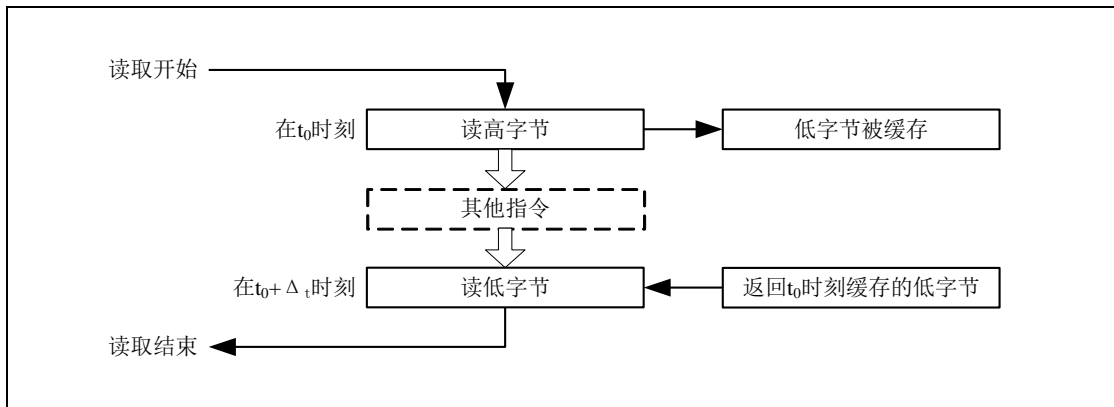 读取开始
在t₀时刻
读高字节
低字节被缓存
其他指令
在t₀+Δₜ时刻
读低字节
返回t₀时刻缓存的低字节
读取结束